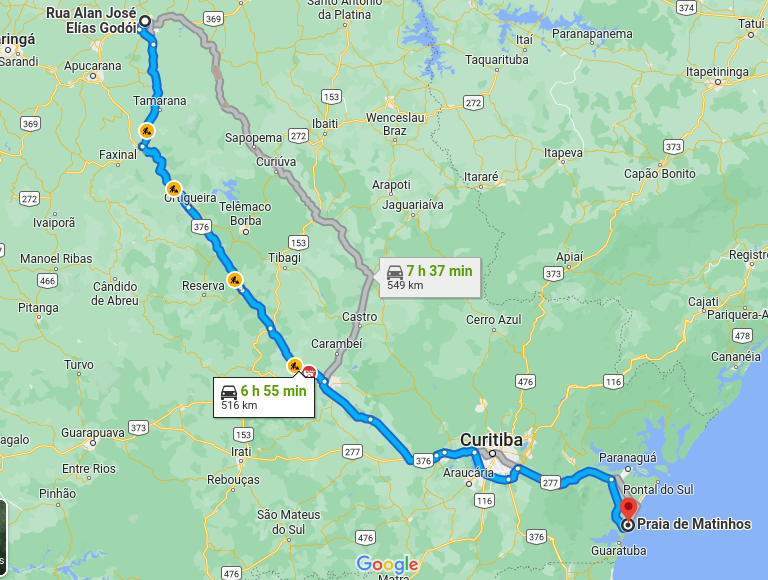 Rua Alan José
Elías Godói
369
Santo Antônio
da Platina
374
Tatuí
Itaí
Paranapanema
aringá
Sarandi
Apucarana
Taquarituba
Itapetininga
Tamarana
153
272
369
Ibaiti
Wenceslau
Braz
373
Faxinal
Sapopema
272
Curiúva
Itararé
Itapeva
Capão Bonito
272
Ortigueira
Arapoti
Telêmaco
Borba
Jaguariaíva
Ivaiporã
376
153
Manoel Ribas
Tibagi
Apiaí
Registro
466
Cândido
de Abreu
Reserva
7 h 37 min
549 km
373
Pitanga
Castro
Cerro Azul
Cajati
Pariquera-A
Carambeí
478
Cananéia
Turvo
6 h 55 min
516 km
476
116
agalo
Guarapuava
373
153
277
Irati
Curitiba
376
Paranaguá
Entre Rios
Rebouças
Araucária
277
Pontal do Sul
Pinhão
116
São Mateus
do Sul
Praia de Matinhos
476
376
Guaratuba
Google
476
Matra
s